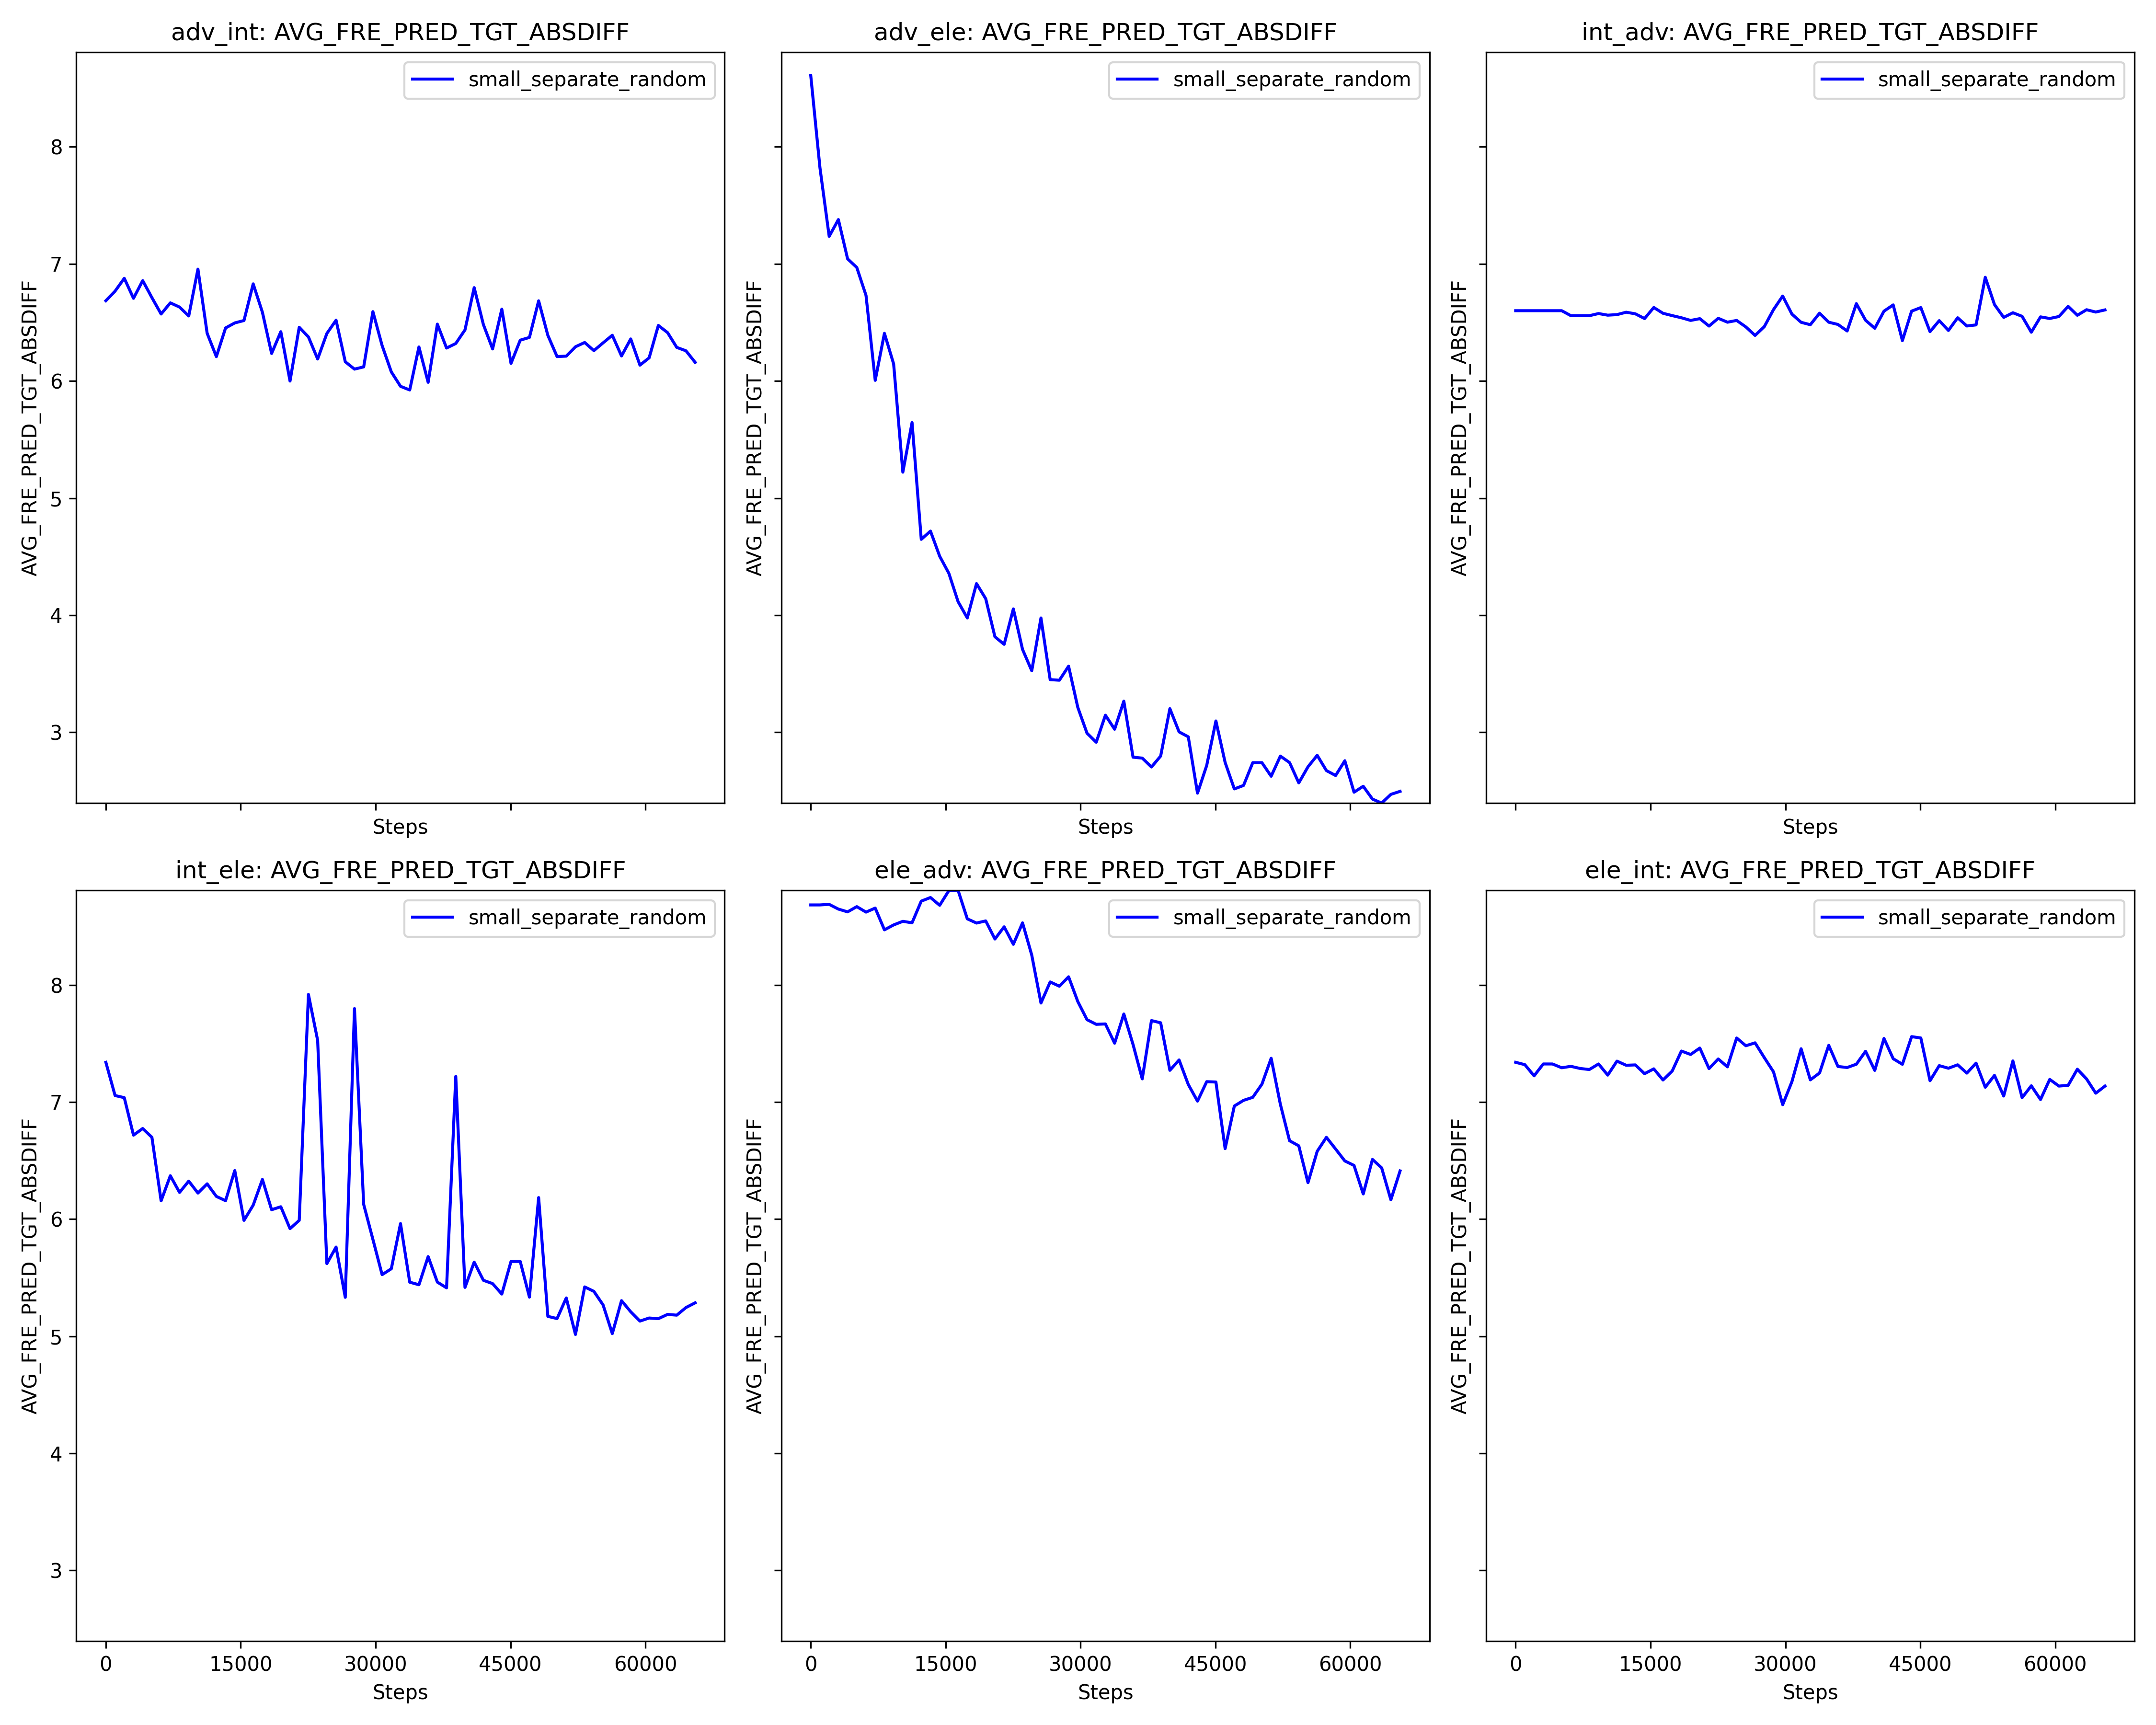 adv_int: AVG_FRE_PRED_TGT_ABSDIFF
small_separate_random
AVG_FRE_PRED_TGT_ABSDIFF
8
7
6
5
4
3
Steps
adv_ele: AVG_FRE_PRED_TGT_ABSDIFF
small_separate_random
AVG_FRE_PRED_TGT_ABSDIFF
Steps
int_adv: AVG_FRE_PRED_TGT_ABSDIFF
small_separate_random
AVG_FRE_PRED_TGT_ABSDIFF
Steps
int_ele: AVG_FRE_PRED_TGT_ABSDIFF
small_separate_random
AVG_FRE_PRED_TGT_ABSDIFF
8
7
6
5
4
3
0 15000 30000 45000 60000
Steps
ele_adv: AVG_FRE_PRED_TGT_ABSDIFF
small_separate_random
AVG_FRE_PRED_TGT_ABSDIFF
0 15000 30000 45000 60000
Steps
ele_int: AVG_FRE_PRED_TGT_ABSDIFF
small_separate_random
AVG_FRE_PRED_TGT_ABSDIFF
0 15000 30000 45000 60000
Steps